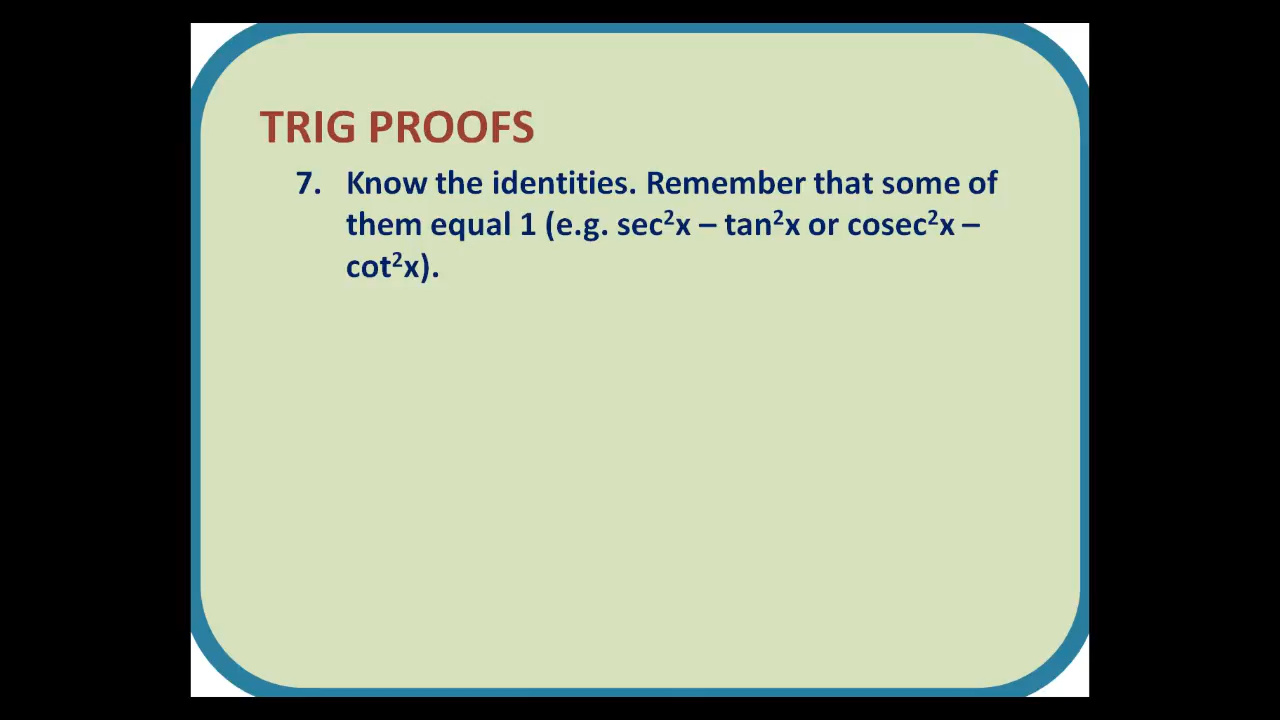 TRIG PROOFS
7. Know the identities. Remember that some of
them equal 1 (e.g. sec²x – tan²x or cosec²x –
cot²x).